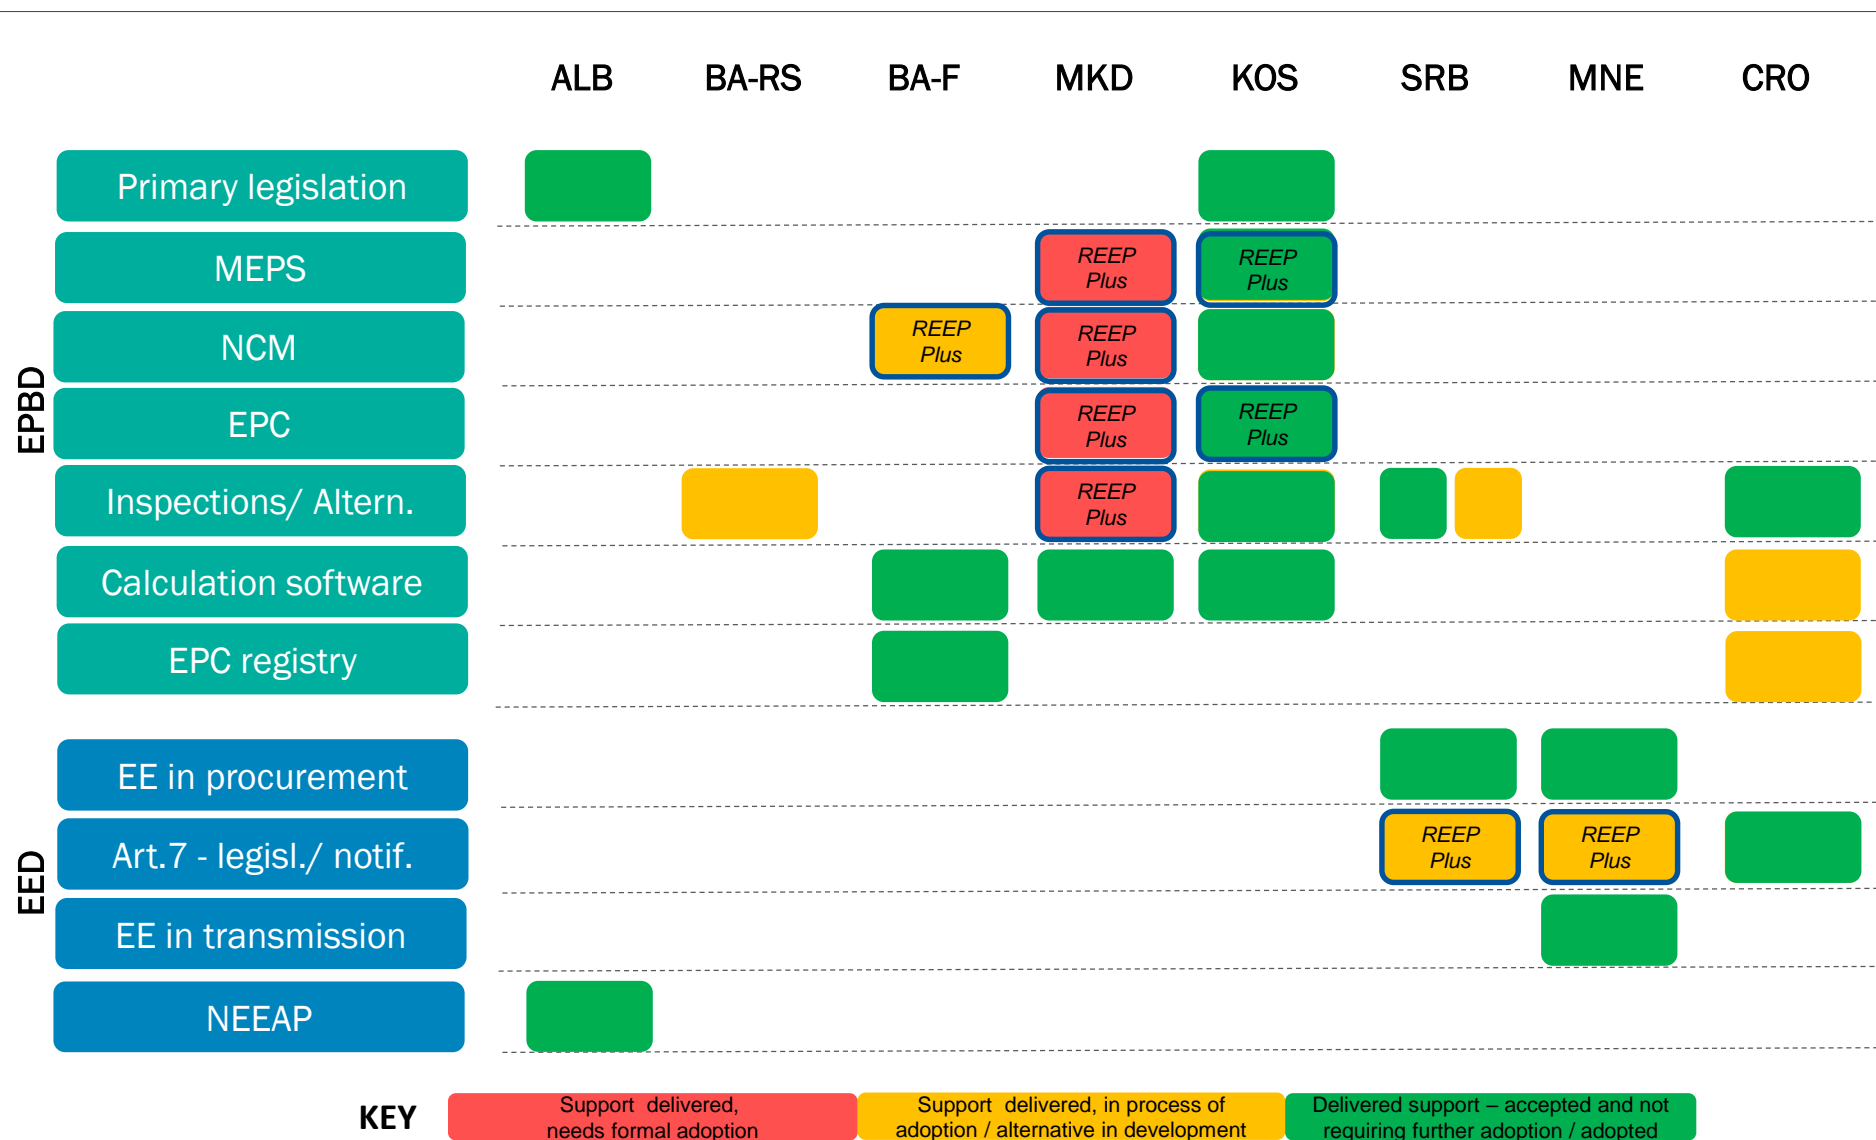 ALB BA-RS BA-F MKD KOS SRB MNE CRO
EPBD
Primary legislation
MEPS
REEP
Plus
REEP
Plus
NCM
REEP
Plus
REEP
Plus
EPC
REEP
Plus
REEP
Plus
Inspections/ Altern.
REEP
Plus
Calculation software
EPC registry
EED
EE in procurement
Art.7 - legisl./ notif.
REEP
Plus
REEP
Plus
EE in transmission
NEEAP
KEY
Support delivered,
needs formal adoption
Support delivered, in process of
adoption / alternative in development
Delivered support – accepted and not
requiring further adoption / adopted